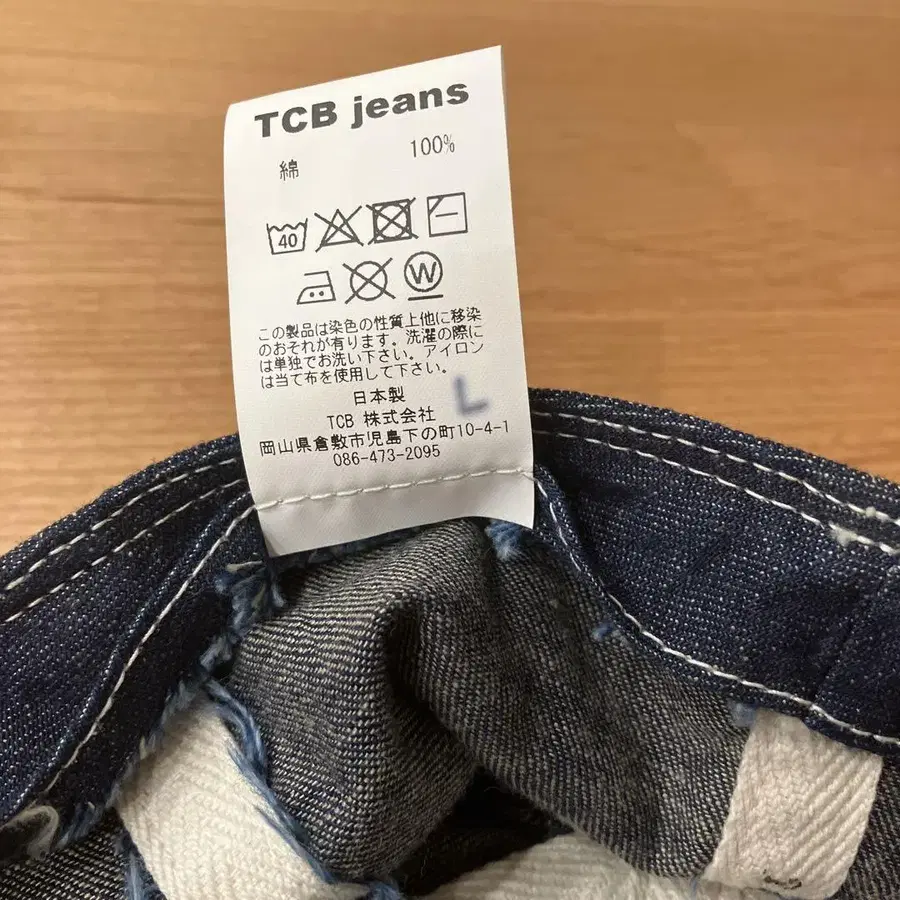 TCB jeans
綿 100%
40
W
この製品は染色の性質上他に移染
のおそれが有ります。洗濯の際に
は単独でお洗い下さい。アイロン
は当て布を使用して下さい。
日本製
TCB 株式会社 L
岡山県倉敷市児島下の町10-4-1
086-473-2095